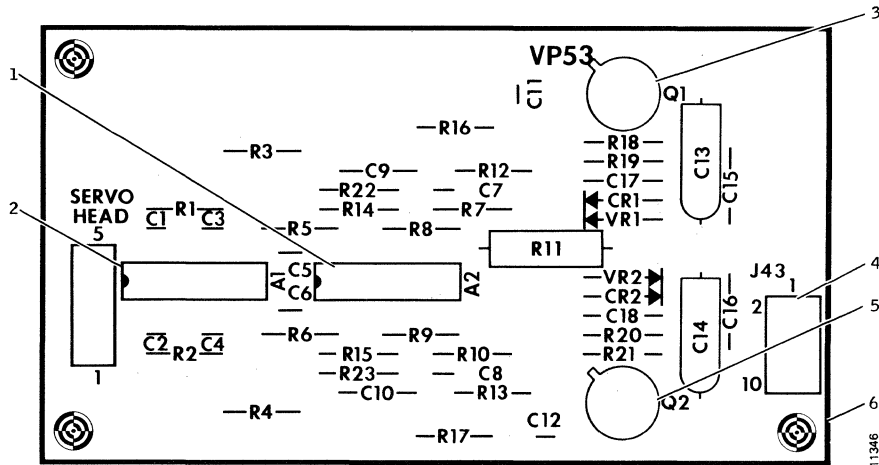 3
VP53
1
C11
Q1
R16
R18
R3
R19
C13
C9
R12
C17
C15
R22
C7
CR1
SERVO
HEAD
R1
R14
R7
VR1
2
C1
C3
R5
R8
5
R11
4
A1
C5
A2
VR2
J43
1
C6
CR2
2
5
C18
C14
C16
C2
C4
R6
R9
R20
R2
R15
R10
R21
1
R23
C8
10
C10
R13
Q2
6
R4
C12
R17
11346